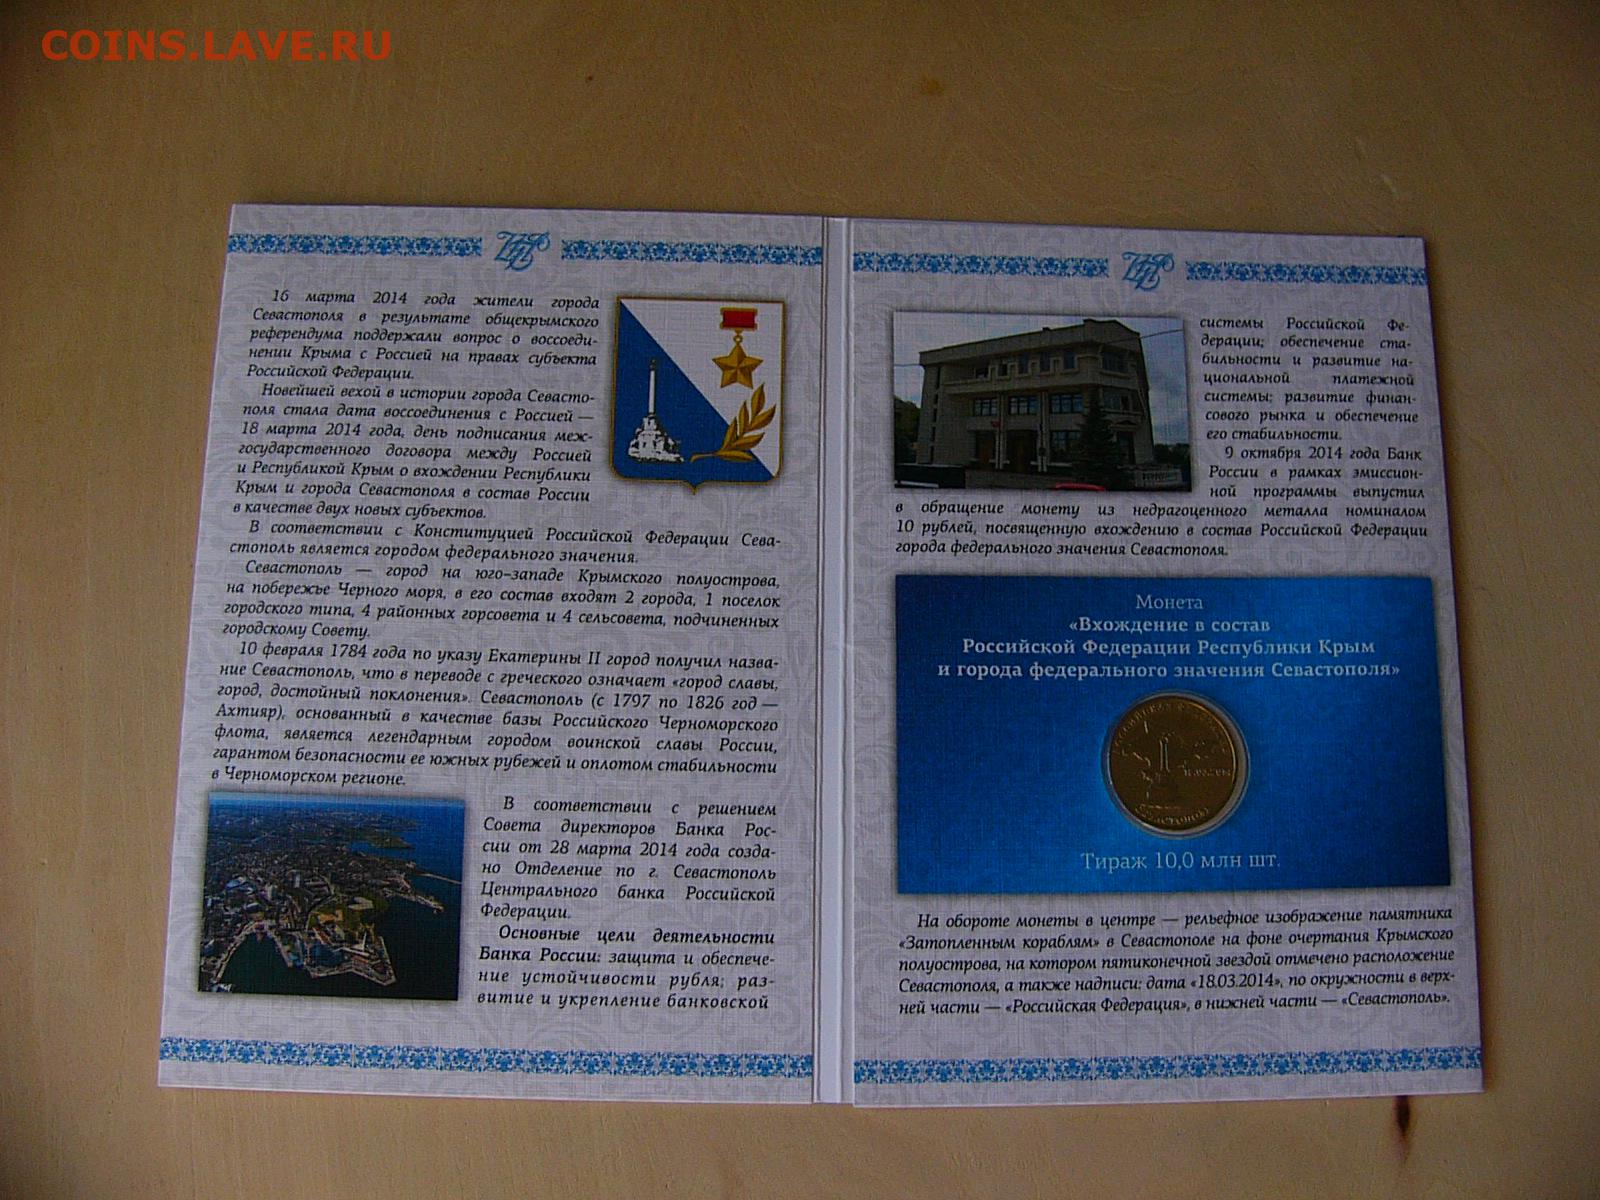 COINS.LAVE.RU
16 марта 2014 года жители города
Севастополя в результате общекрымского
референдума поддержали вопрос о воссоеди-
нении Крыма с Россией на правах субъекта
Российской Федерации.
Новейшей вехой в истории города Севасто-
поля стала дата воссоединения с Россией —
18 марта 2014 года, день подписания меж-
государственного договора между Россией
и Республикой Крым о вхождении Республики
Крым и города Севастополя в состав России
в качестве двух новых субъектов.
В соответствии с Конституцией Российской Федерации Сева-
стополь является городом федерального значения.
Севастополь — город на юго-западе Крымского полуострова,
на побережье Черного моря, в его состав входят 2 города, 1 поселок
городского типа, 4 районных горсовета и 4 сельсовета, подчиненных
городскому Совету.
10 февраля 1784 года по указу Екатерины II город получил назва-
ние Севастополь, что в переводе с греческого означает «город славы,
город, достойный поклонения». Севастополь (с 1797 по 1826 год —
Ахтияр), основанный в качестве базы Российского Черноморского
флота, является легендарным городом воинской славы России,
гарантом безопасности ее южных рубежей и оплотом стабильности
в Черноморском регионе.
В соответствии с решением
Совета директоров Банка Рос-
сии от 28 марта 2014 года созда-
но Отделение по г. Севастополь
Центрального банка Российской
Федерации.
Основные цели деятельности
Банка России: защита и обеспече-
ние устойчивости рубля; раз-
витие и укрепление банковской
системы Российской Фе-
дерации; обеспечение ста-
бильности и развитие на-
циональной платежной
системы; развитие финан-
сового рынка и обеспечение
его стабильности.
9 октября 2014 года Банк
России в рамках эмиссион-
ной программы выпустил
в обращение монету из недрагоценного металла номиналом
10 рублей, посвященную вхождению в состав Российской Федерации
города федерального значения Севастополя.
Монета
«Вхождение в состав
Российской Федерации Республики Крым
и города федерального значения Севастополя»
РОССИЙСКАЯ ФЕДЕРАЦИЯ
18.03.2014
СЕВАСТОПОЛЬ
Тираж 10,0 млн шт.
На обороте монеты в центре — рельефное изображение памятника
«Затопленным кораблям» в Севастополе на фоне очертания Крымского
полуострова, на котором пятиконечной звездой отмечено расположение
Севастополя, а также надписи: дата «18.03.2014», по окружности в верх-
ней части — «Российская Федерация», в нижней части — «Севастополь».